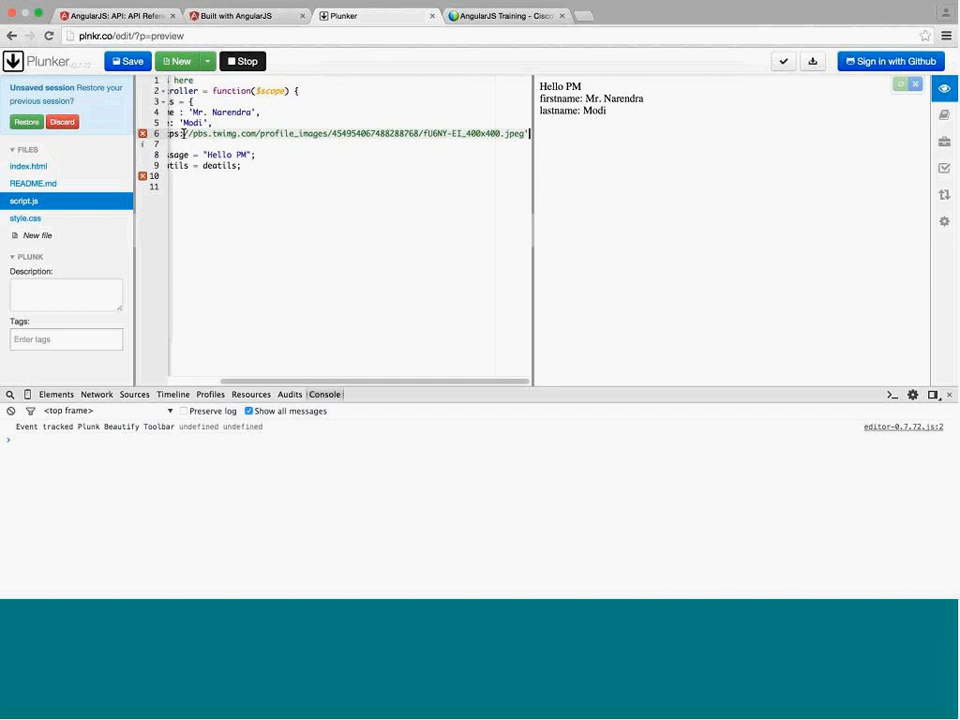 AngularJS: API: API Refere
Built with AngularJS
Plunker
AngularJS Training - Cisco
plnkr.co/edit/?p=preview
Plunker
Save
New
Stop
Sign in with Github
Unsaved session Restore your
previous session?
Restore
Discard
FILES
index.html
README.md
script.js
style.css
New file
PLUNK
Description:
Tags:
Enter tags
1 here
2 roller = function($scope) {
3 ls = {
4 me : 'Mr. Narendra',
5 e: 'Modi',
6 tps://pbs.twimg.com/profile_images/454954067488288768/fU6NY-EI_400x400.jpeg'
7
8 ssage = "Hello PM";
9 utils = deatils;
10
11
Hello PM
firstname: Mr. Narendra
lastname: Modi
Elements Network Sources Timeline Profiles Resources Audits Console
<top frame>
Preserve log
Show all messages
Event tracked Plunk Beautify Toolbar undefined undefined
editor-0.7.72.js:2